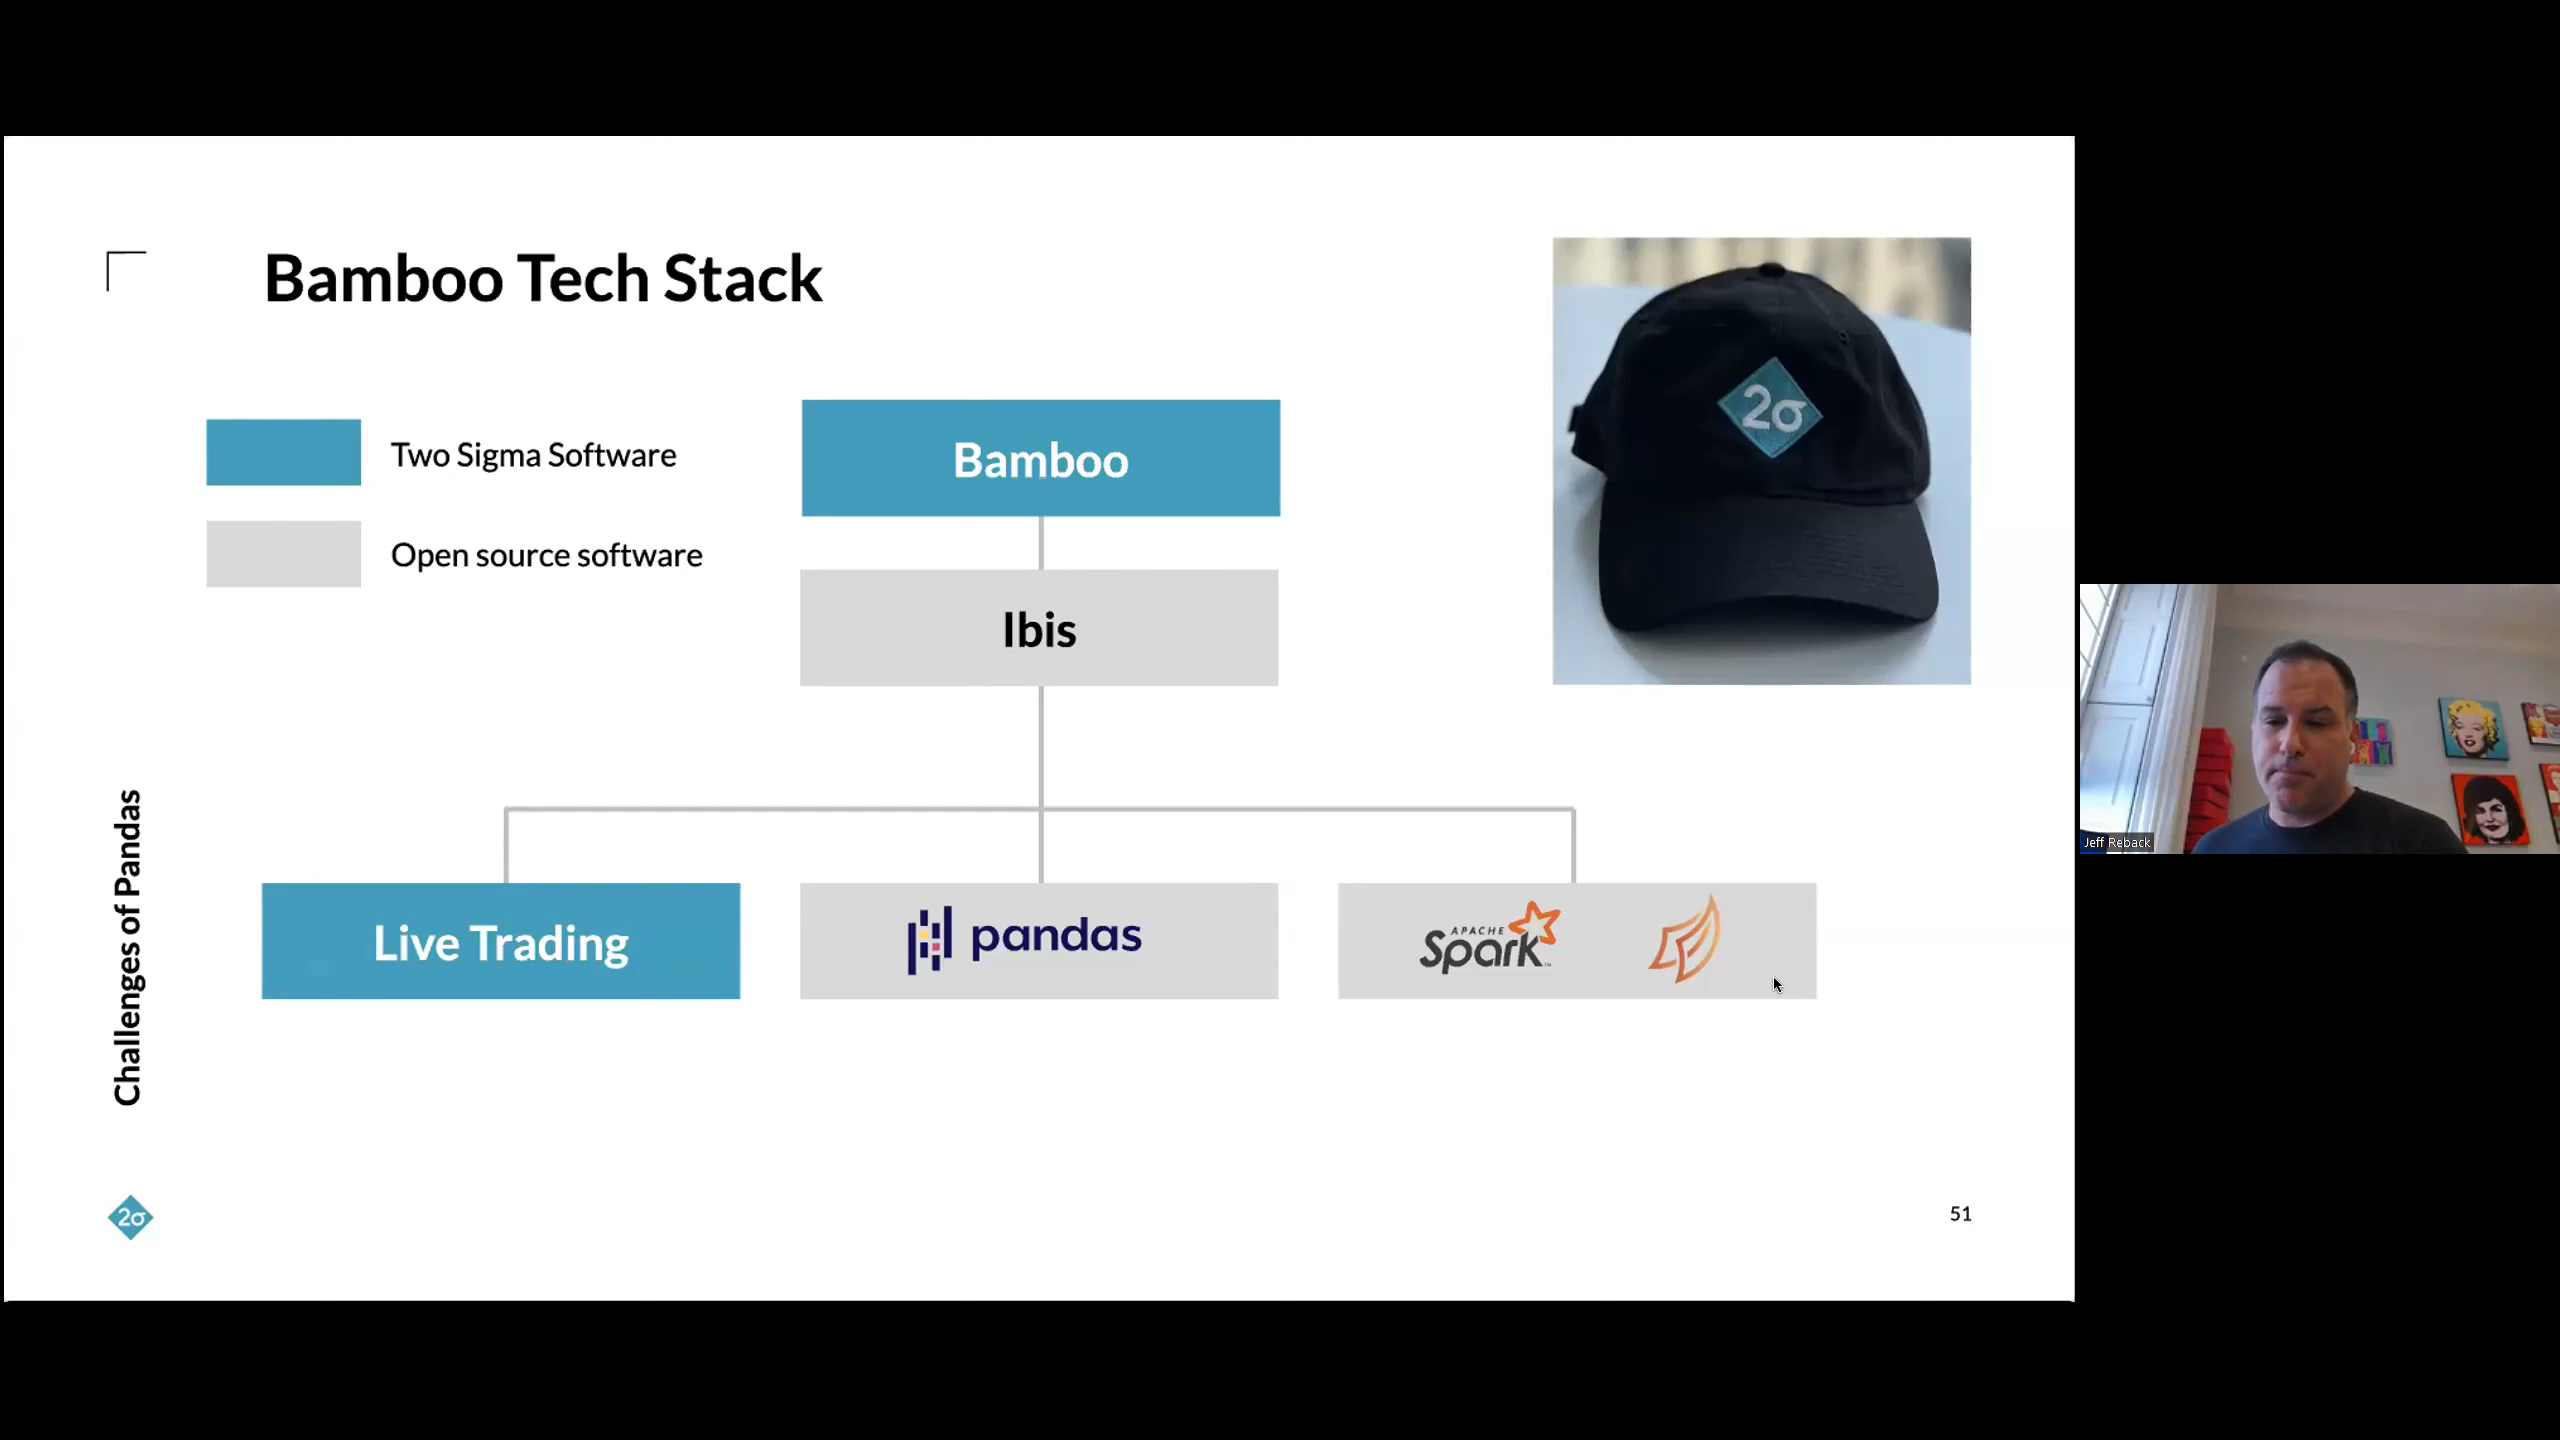 Bamboo Tech Stack
Two Sigma Software
Open source software
Bamboo
Ibis
Live Trading
pandas
APACHE
Spark™
2σ
Challenges of Pandas
2σ
51
Jeff Reback